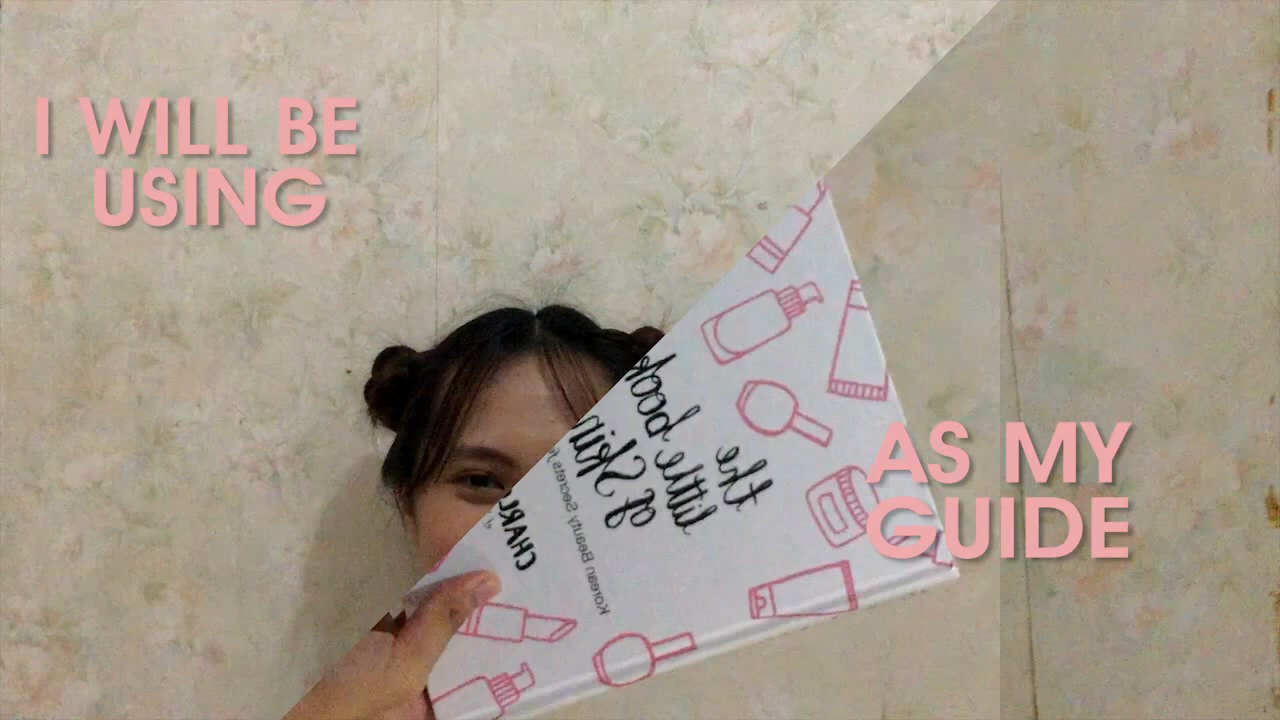 I WILL BE
USING
the
little book
of Skin
Korean Beauty Secrets
AS MY
GUIDE